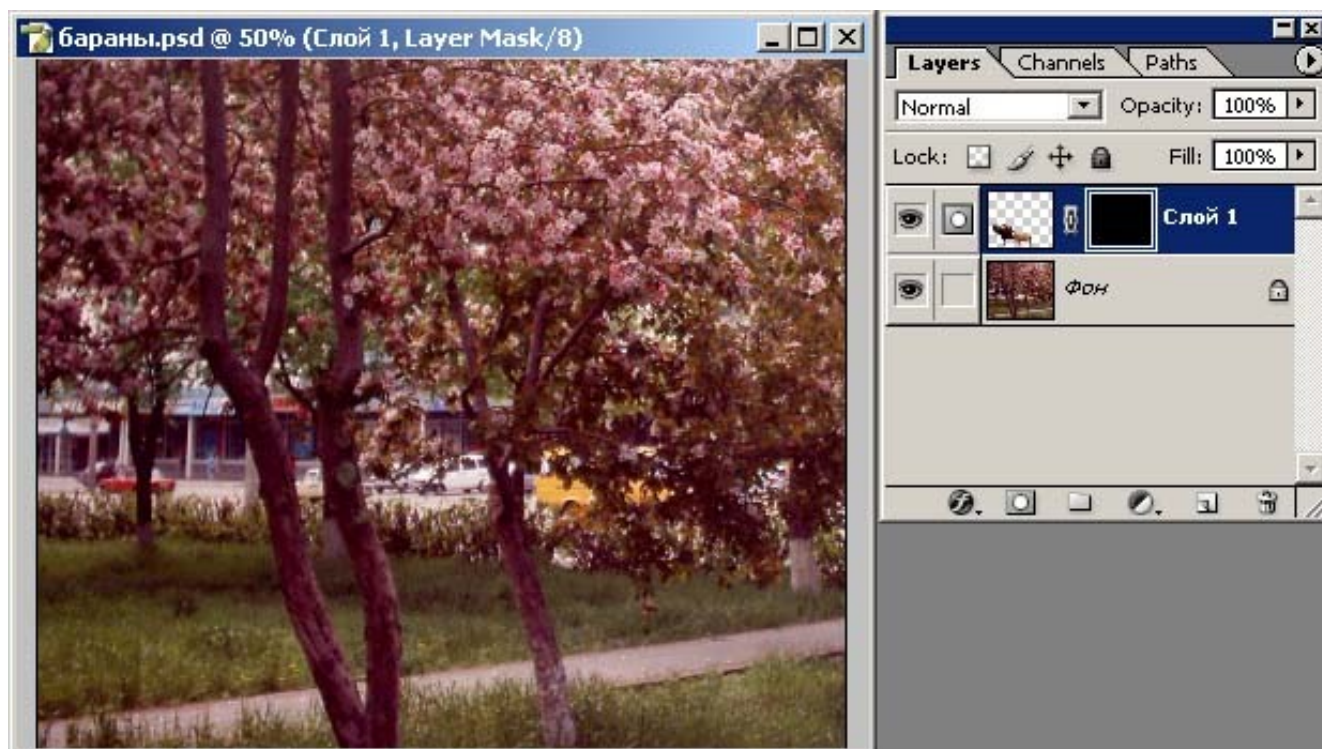 бараны.psd @ 50% (Слой 1, Layer Mask/8)
Layers Channels Paths
Normal Opacity: 100%
Lock: Fill: 100%
Слой 1
Фон